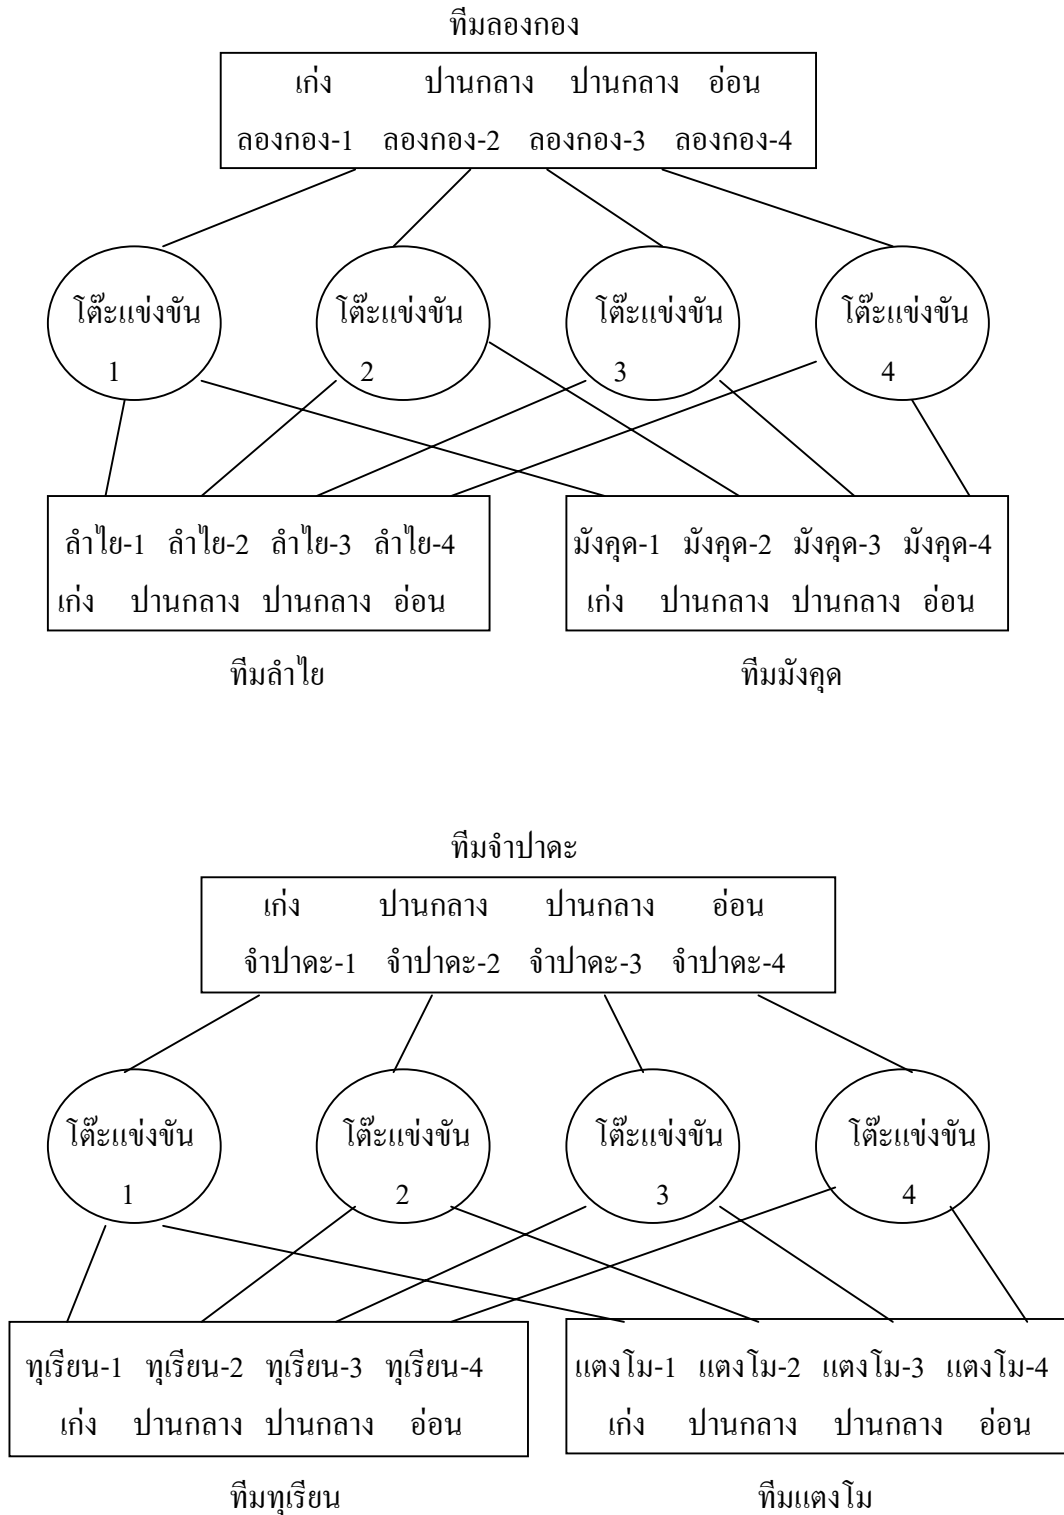 ทีมลองกอง
เก่ง ปานกลาง ปานกลาง อ่อน
ลองกอง-1 ลองกอง-2 ลองกอง-3 ลองกอง-4
โต๊ะแข่งขัน โต๊ะแข่งขัน โต๊ะแข่งขัน โต๊ะแข่งขัน
1 2 3 4
ลำไย-1 ลำไย-2 ลำไย-3 ลำไย-4 มังคุด-1 มังคุด-2 มังคุด-3 มังคุด-4
เก่ง ปานกลาง ปานกลาง อ่อน เก่ง ปานกลาง ปานกลาง อ่อน
ทีมลำไย ทีมมังคุด
ทีมจำปาดะ
เก่ง ปานกลาง ปานกลาง อ่อน
จำปาดะ-1 จำปาดะ-2 จำปาดะ-3 จำปาดะ-4
โต๊ะแข่งขัน โต๊ะแข่งขัน โต๊ะแข่งขัน โต๊ะแข่งขัน
1 2 3 4
ทุเรียน-1 ทุเรียน-2 ทุเรียน-3 ทุเรียน-4 แตงโม-1 แตงโม-2 แตงโม-3 แตงโม-4
เก่ง ปานกลาง ปานกลาง อ่อน เก่ง ปานกลาง ปานกลาง อ่อน
ทีมทุเรียน ทีมแตงโม